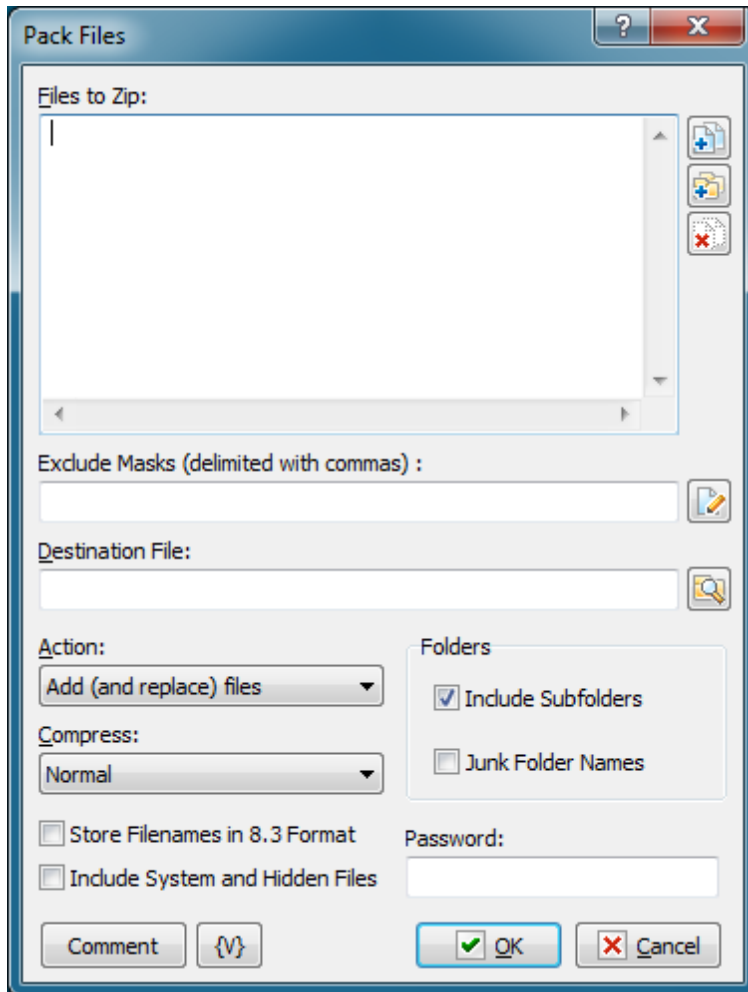 Pack Files
?
Files to Zip:
Exclude Masks (delimited with commas) :
Destination File:
Action:
Folders
Add (and replace) files
Include Subfolders
Compress:
Normal
Junk Folder Names
Store Filenames in 8.3 Format
Password:
Include System and Hidden Files
Comment
{V}
OK
Cancel